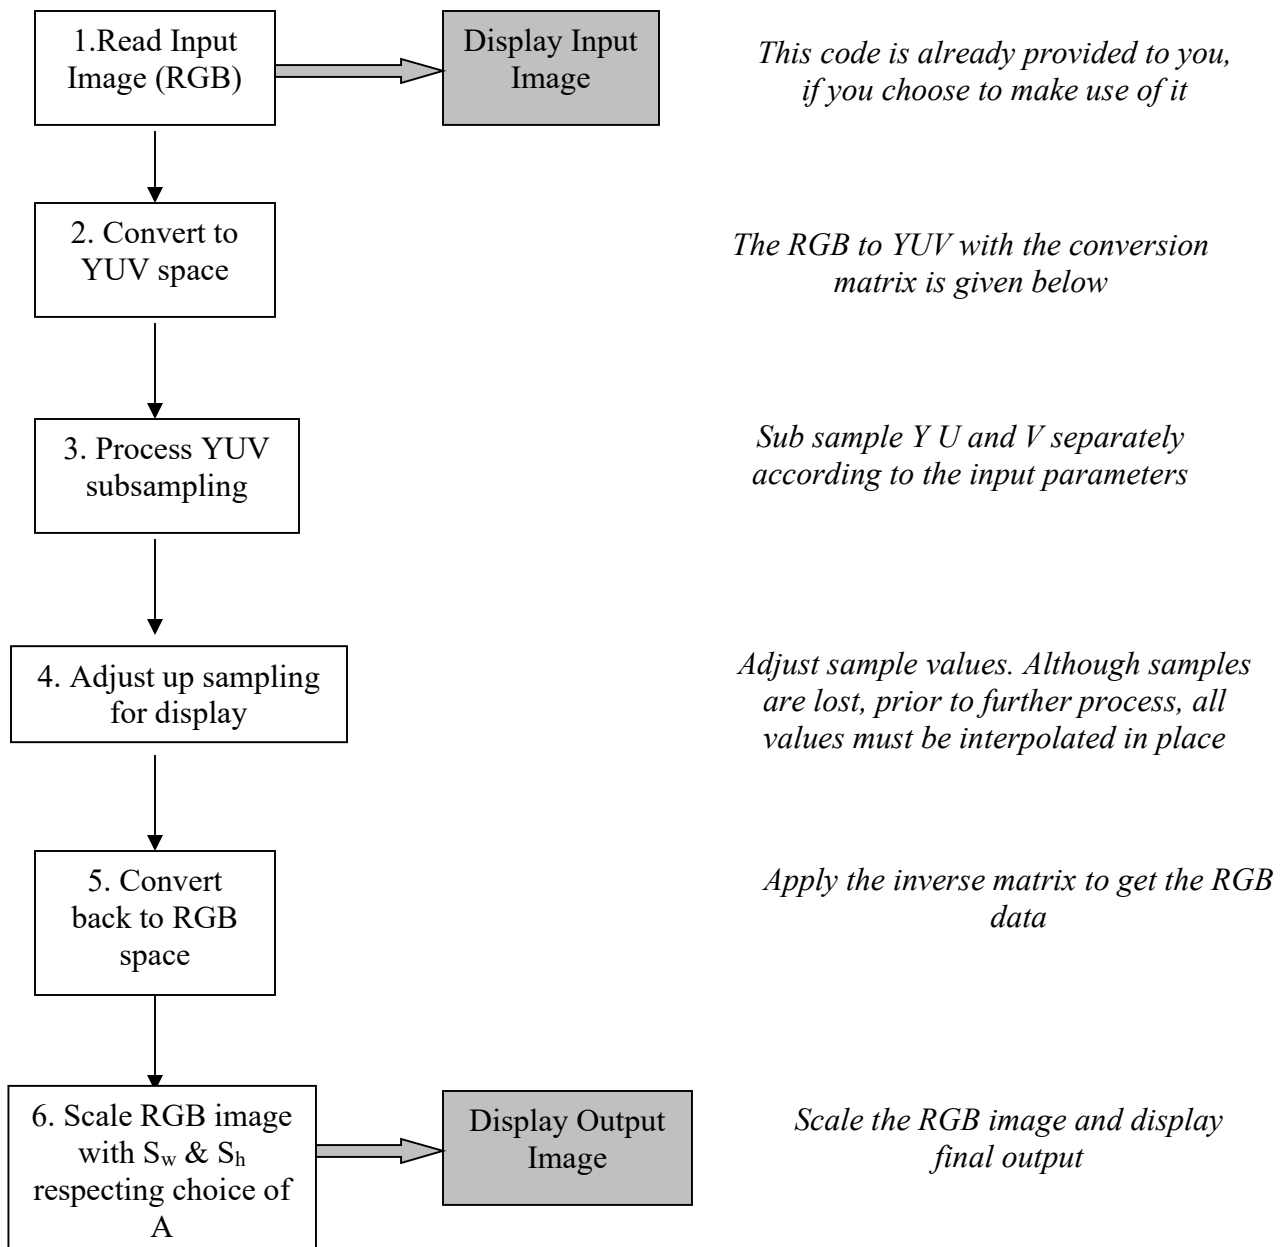 1.Read Input
Image (RGB)
Display Input
Image
This code is already provided to you,
if you choose to make use of it
2. Convert to
YUV space
The RGB to YUV with the conversion
matrix is given below
3. Process YUV
subsampling
Sub sample Y U and V separately
according to the input parameters
4. Adjust up sampling
for display
Adjust sample values. Although samples
are lost, prior to further process, all
values must be interpolated in place
5. Convert
back to RGB
space
Apply the inverse matrix to get the RGB
data
6. Scale RGB image
with Sw & Sh
respecting choice of
A
Display Output
Image
Scale the RGB image and display
final output